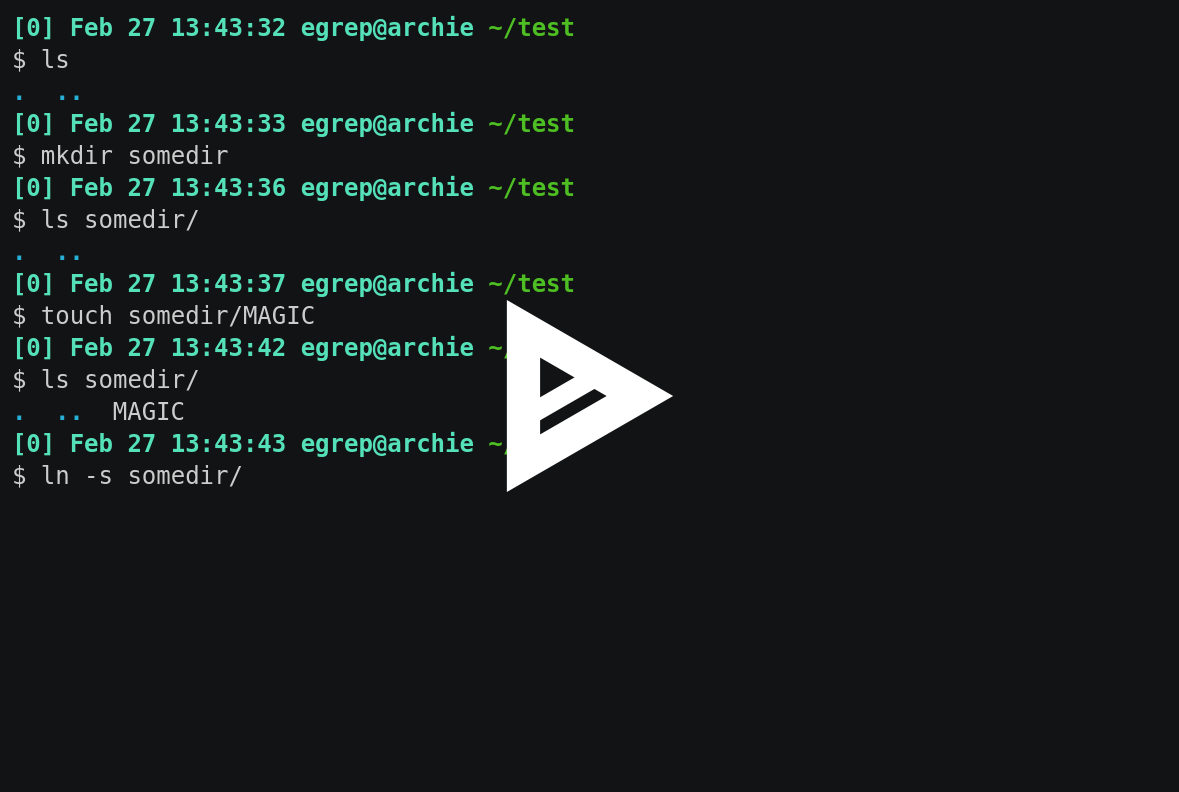 [0] Feb 27 13:43:32 egrep@archie ~/test
$ ls
.  ..
[0] Feb 27 13:43:33 egrep@archie ~/test
$ mkdir somedir
[0] Feb 27 13:43:36 egrep@archie ~/test
$ ls somedir/
.  ..
[0] Feb 27 13:43:37 egrep@archie ~/test
$ touch somedir/MAGIC
[0] Feb 27 13:43:42 egrep@archie ~/
$ ls somedir/
.  ..  MAGIC
[0] Feb 27 13:43:43 egrep@archie ~/
$ ln -s somedir/